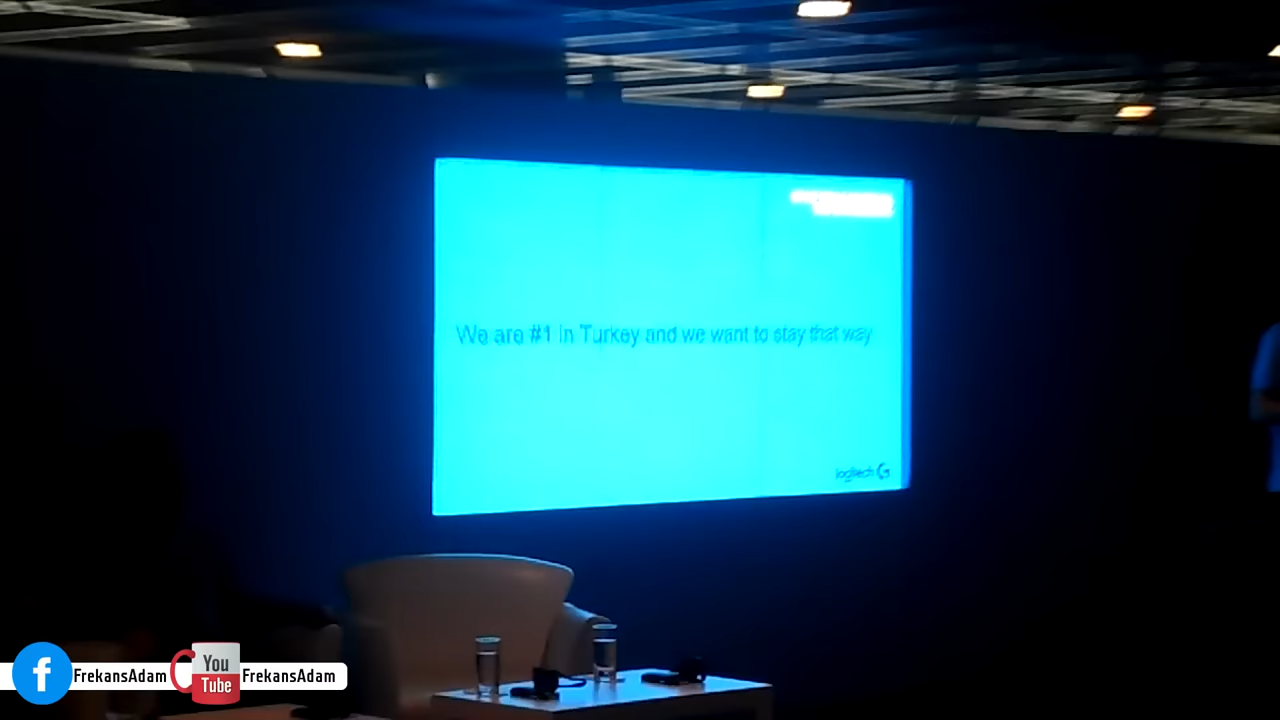 We are #1 in Turkey and we want to stay that way
logitech G
FrekansAdam
You
Tube
FrekansAdam